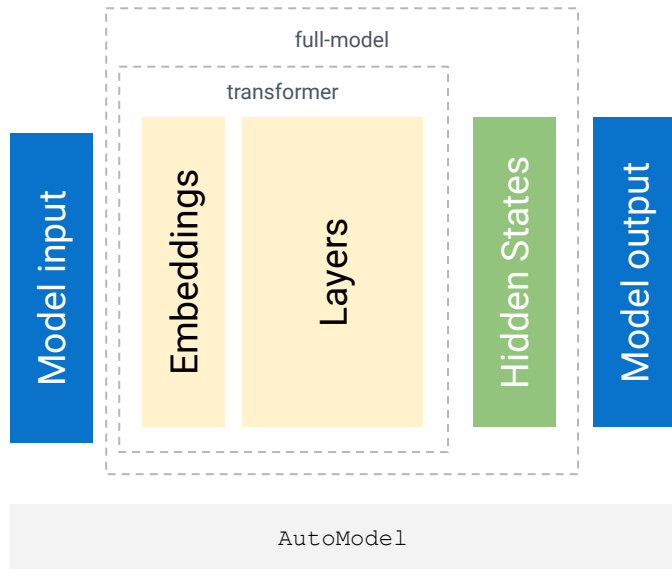 full-model
transformer
Model input
Embeddings
Layers
Hidden States
Model output
AutoModel